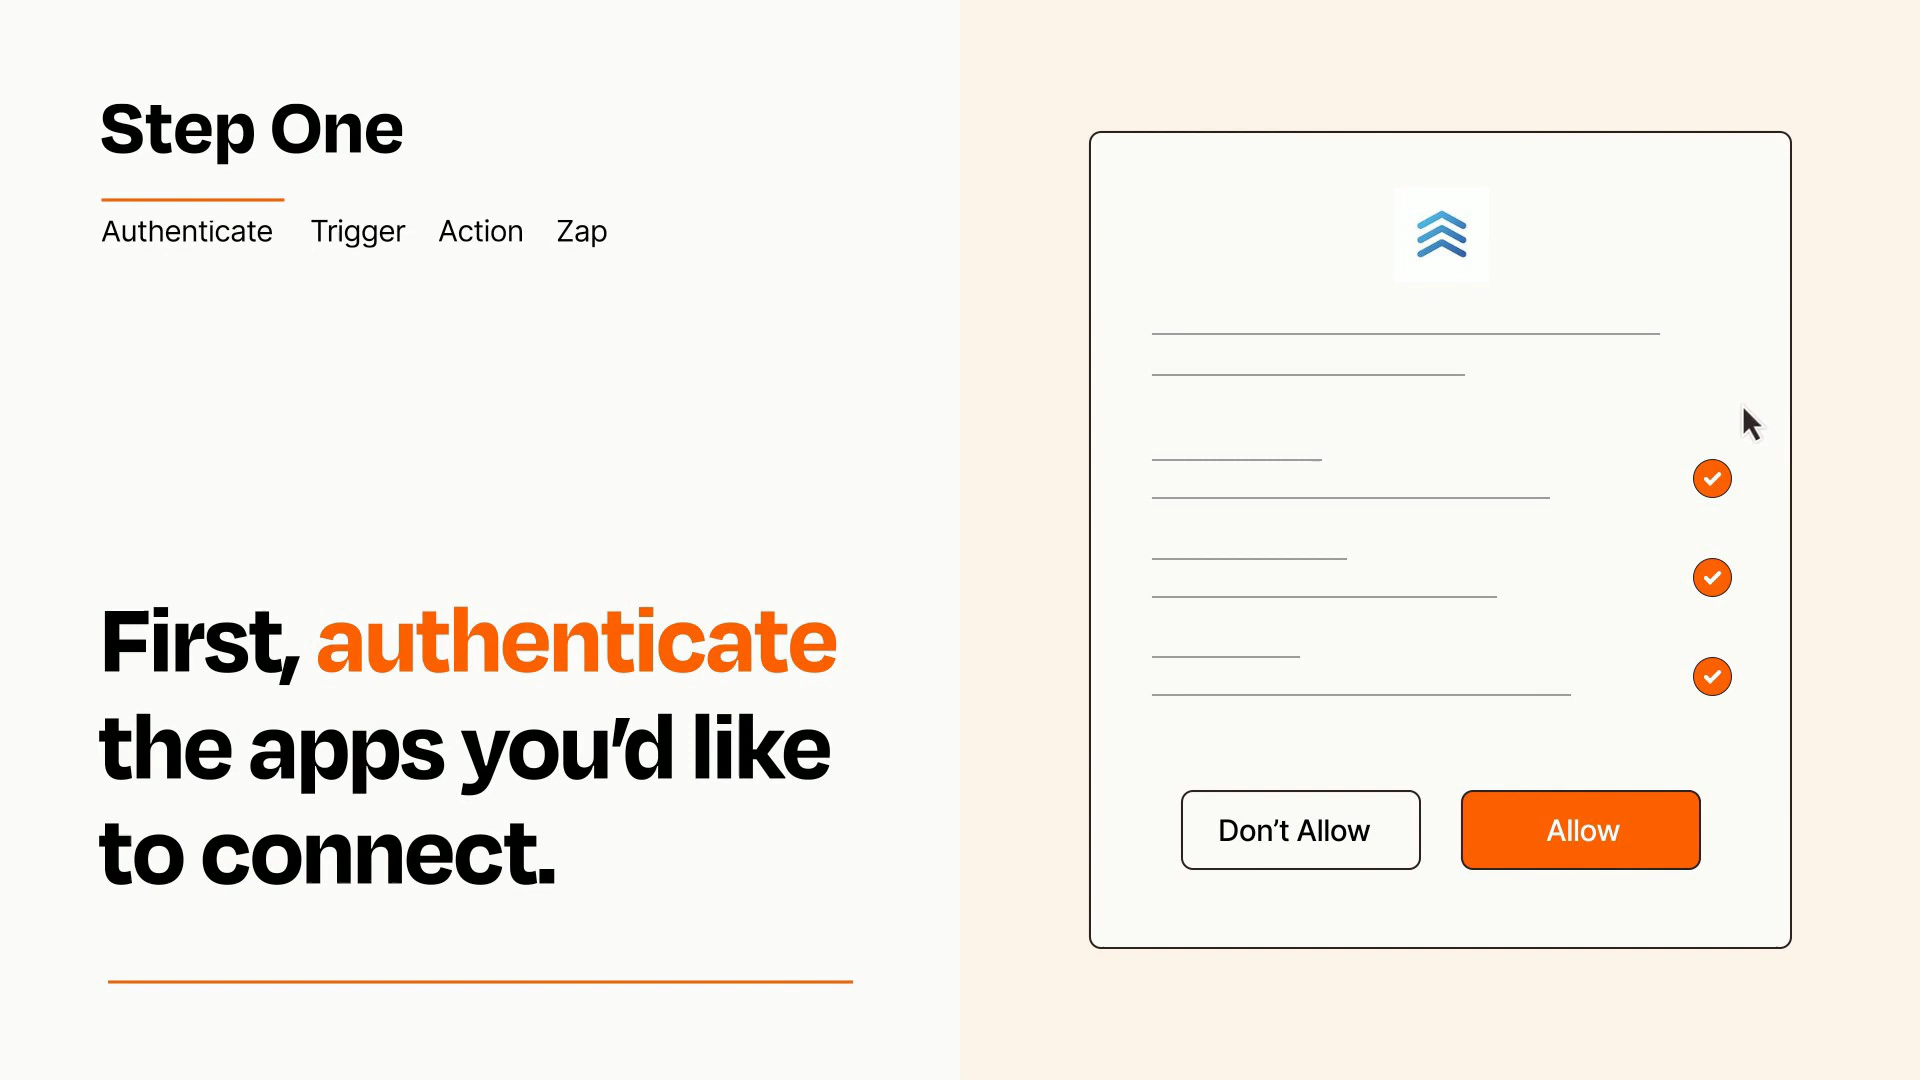 Step One
Authenticate Trigger Action Zap
First, authenticate
the apps you’d like
to connect.
Don’t Allow
Allow